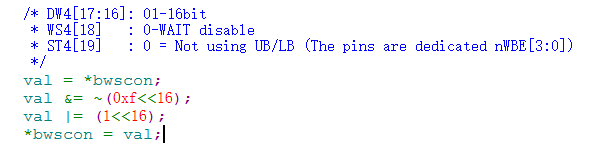 /* DW4[17:16]: 01-16bit
 * WS4[18]   : 0-WAIT disable
 * ST4[19]   : 0 = Not using UB/LB (The pins are dedicated nWBE[3:0])
 */
val = *bwscon;
val &= ~(0xf<<16);
val |= (1<<16);
*bwscon = val;